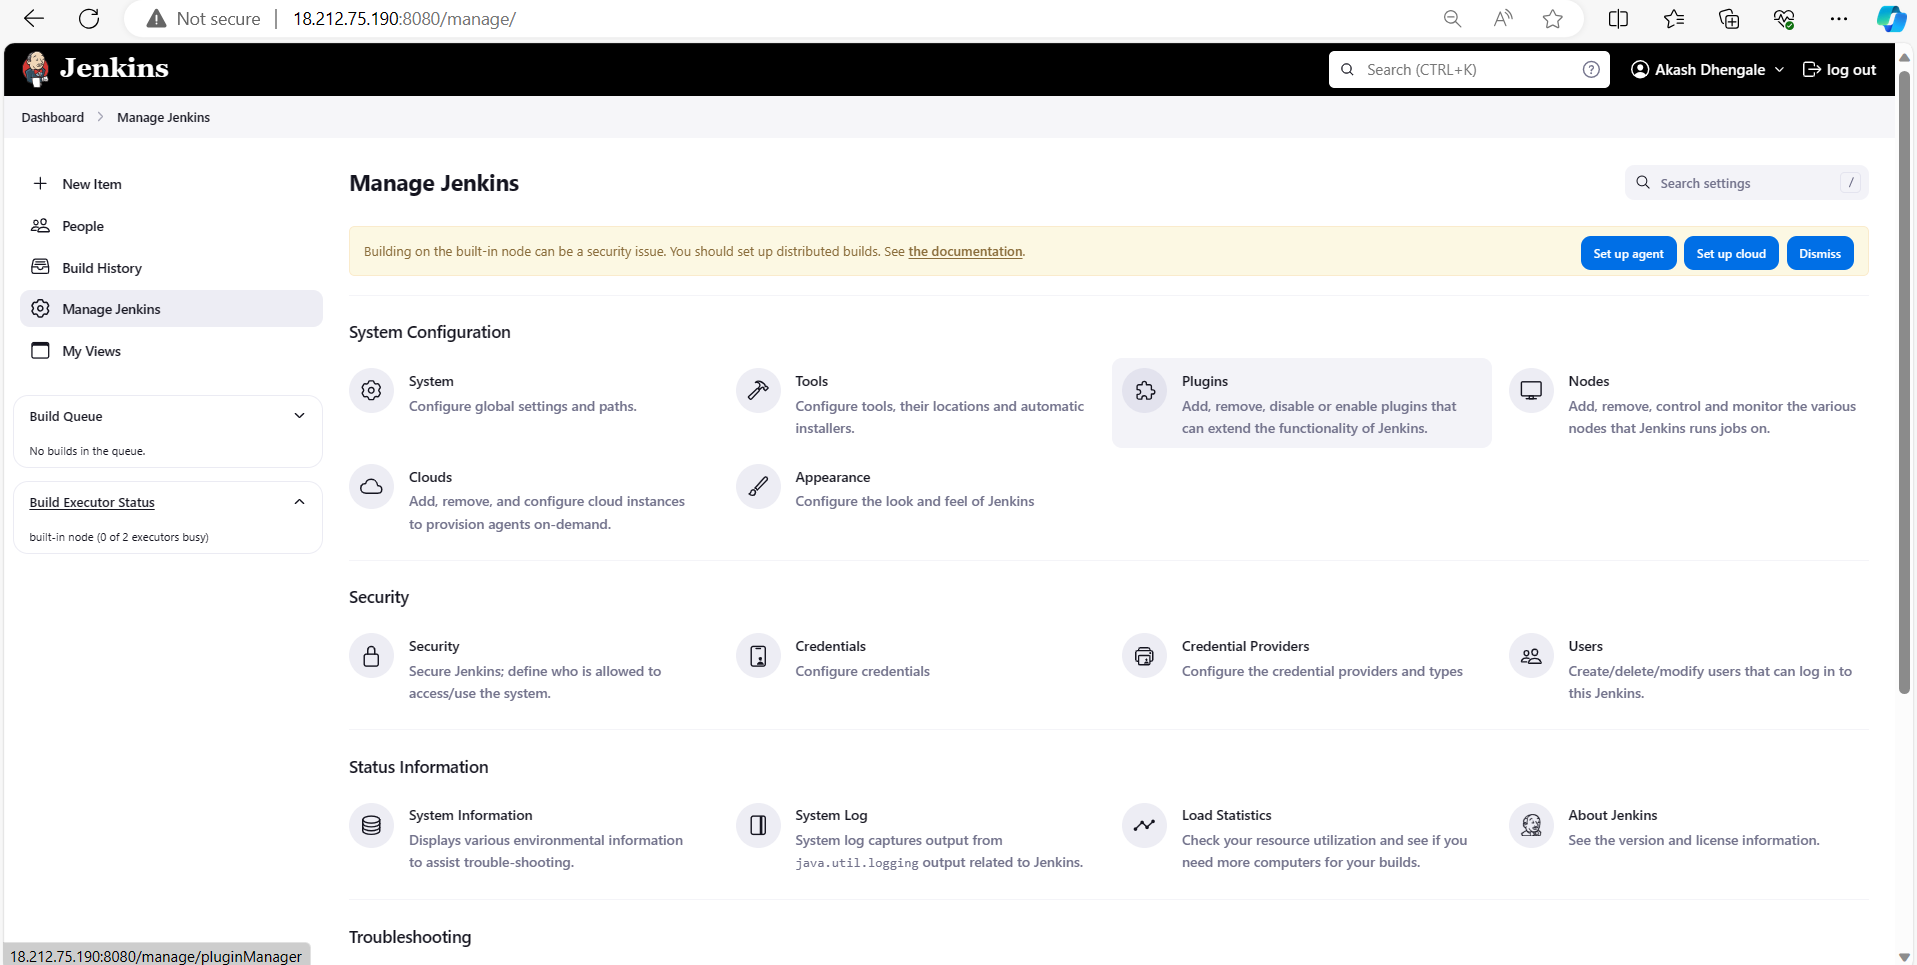 Not secure
18.212.75.190:8080/manage/
Jenkins
Search (CTRL+K)
Akash Dhengale
log out
Dashboard
Manage Jenkins
New Item
People
Build History
Manage Jenkins
My Views
Build Queue
No builds in the queue.
Build Executor Status
built-in node (0 of 2 executors busy)
Manage Jenkins
Search settings
/
Building on the built-in node can be a security issue. You should set up distributed builds. See the documentation.
Set up agent
Set up cloud
Dismiss
System Configuration
System
Configure global settings and paths.
Tools
Configure tools, their locations and automatic
installers.
Plugins
Add, remove, disable or enable plugins that
can extend the functionality of Jenkins.
Nodes
Add, remove, control and monitor the various
nodes that Jenkins runs jobs on.
Clouds
Add, remove, and configure cloud instances
to provision agents on-demand.
Appearance
Configure the look and feel of Jenkins
Security
Security
Secure Jenkins; define who is allowed to
access/use the system.
Credentials
Configure credentials
Credential Providers
Configure the credential providers and types
Users
Create/delete/modify users that can log in to
this Jenkins.
Status Information
System Information
Displays various environmental information
to assist trouble-shooting.
System Log
System log captures output from
java.util.logging output related to Jenkins.
Load Statistics
Check your resource utilization and see if you
need more computers for your builds.
About Jenkins
See the version and license information.
Troubleshooting
18.212.75.190:8080/manage/pluginManager